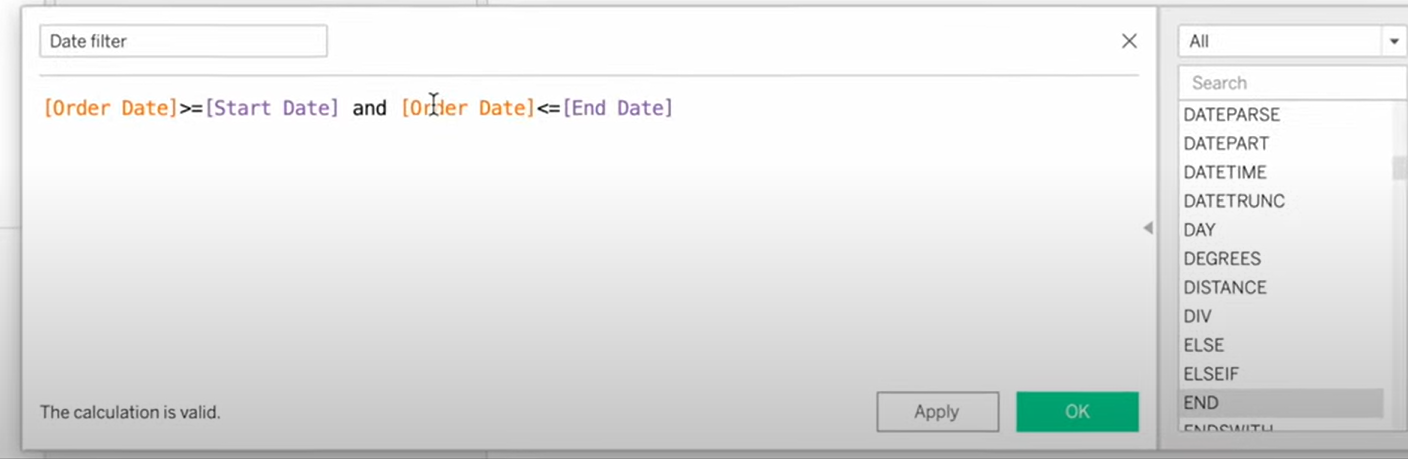 Date filter
[Order Date]>=[Start Date] and [Order Date]<=[End Date]
The calculation is valid.
Apply
OK
All
Search
DATEPARSE
DATEPART
DATETIME
DATETRUNC
DAY
DEGREES
DISTANCE
DIV
ELSE
ELSEIF
END
ENDSWITH